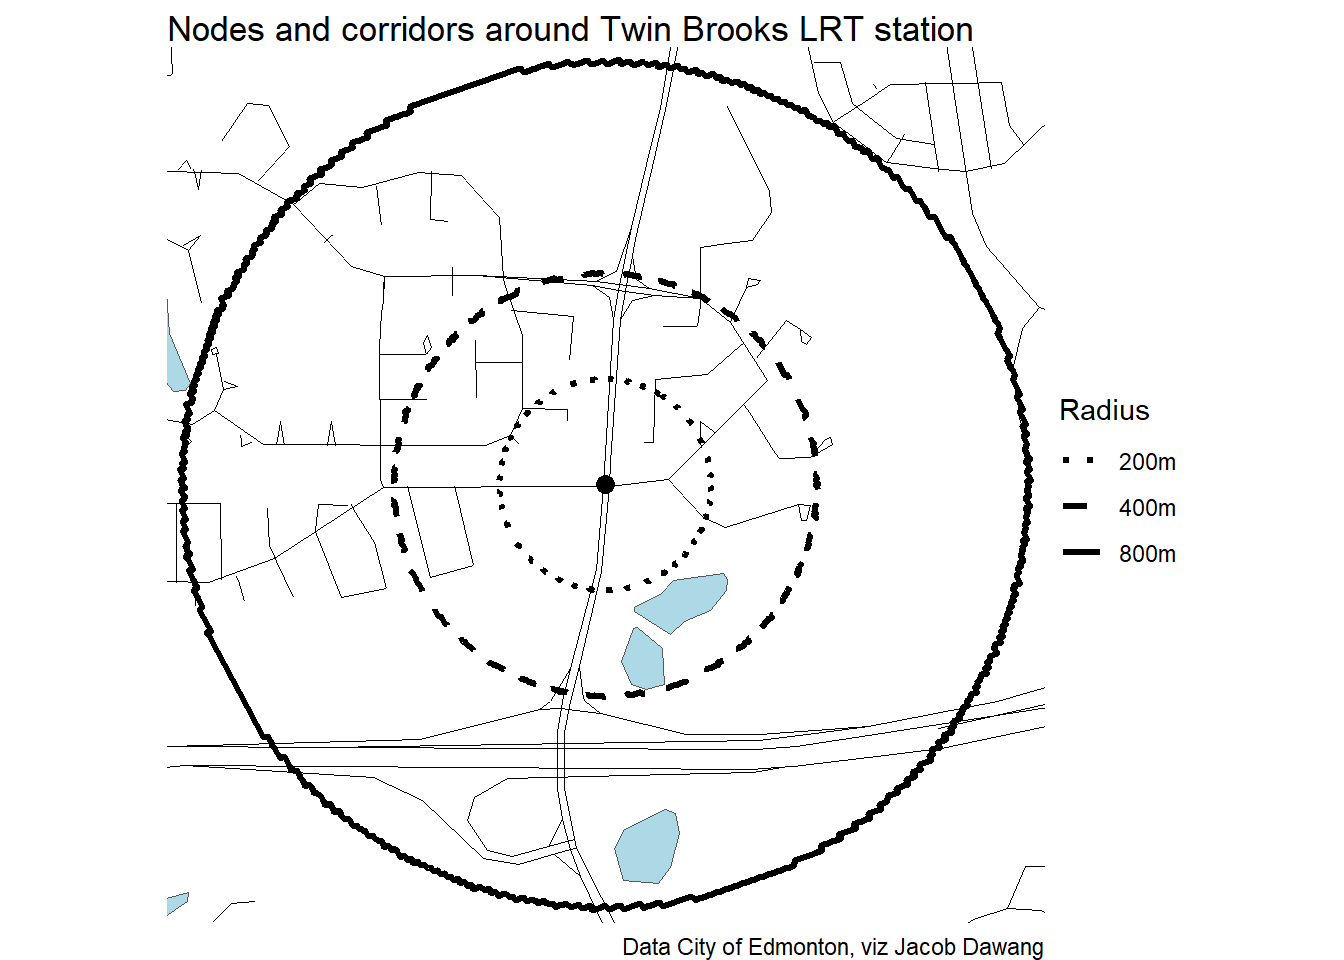 Nodes and corridors around Twin Brooks LRT station
Radius
200m
400m
800m
Data City of Edmonton, viz Jacob Dawang